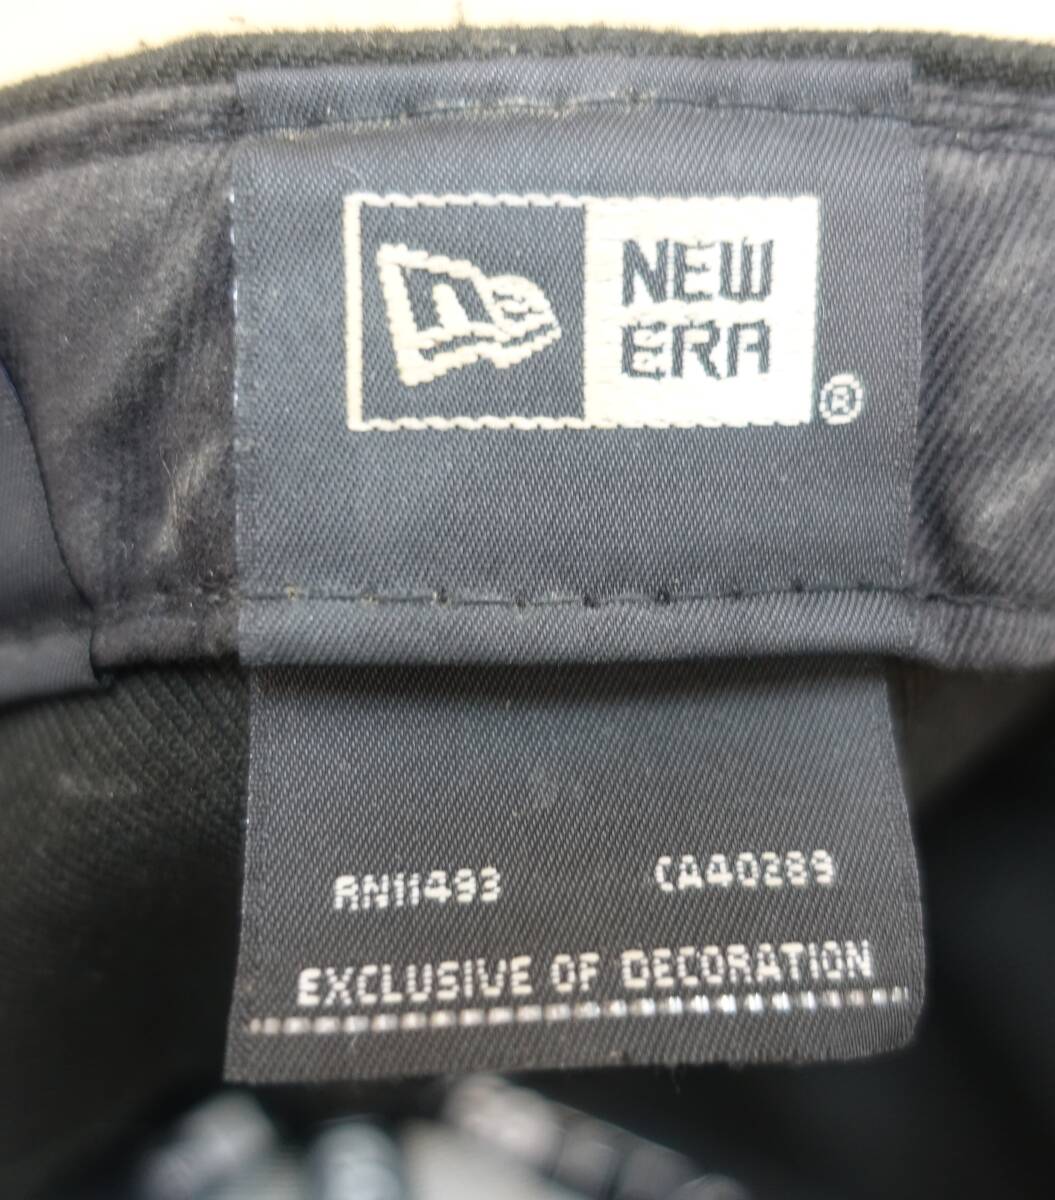 NEW
ERA
®
RN11493 CA40289
EXCLUSIVE OF DECORATION